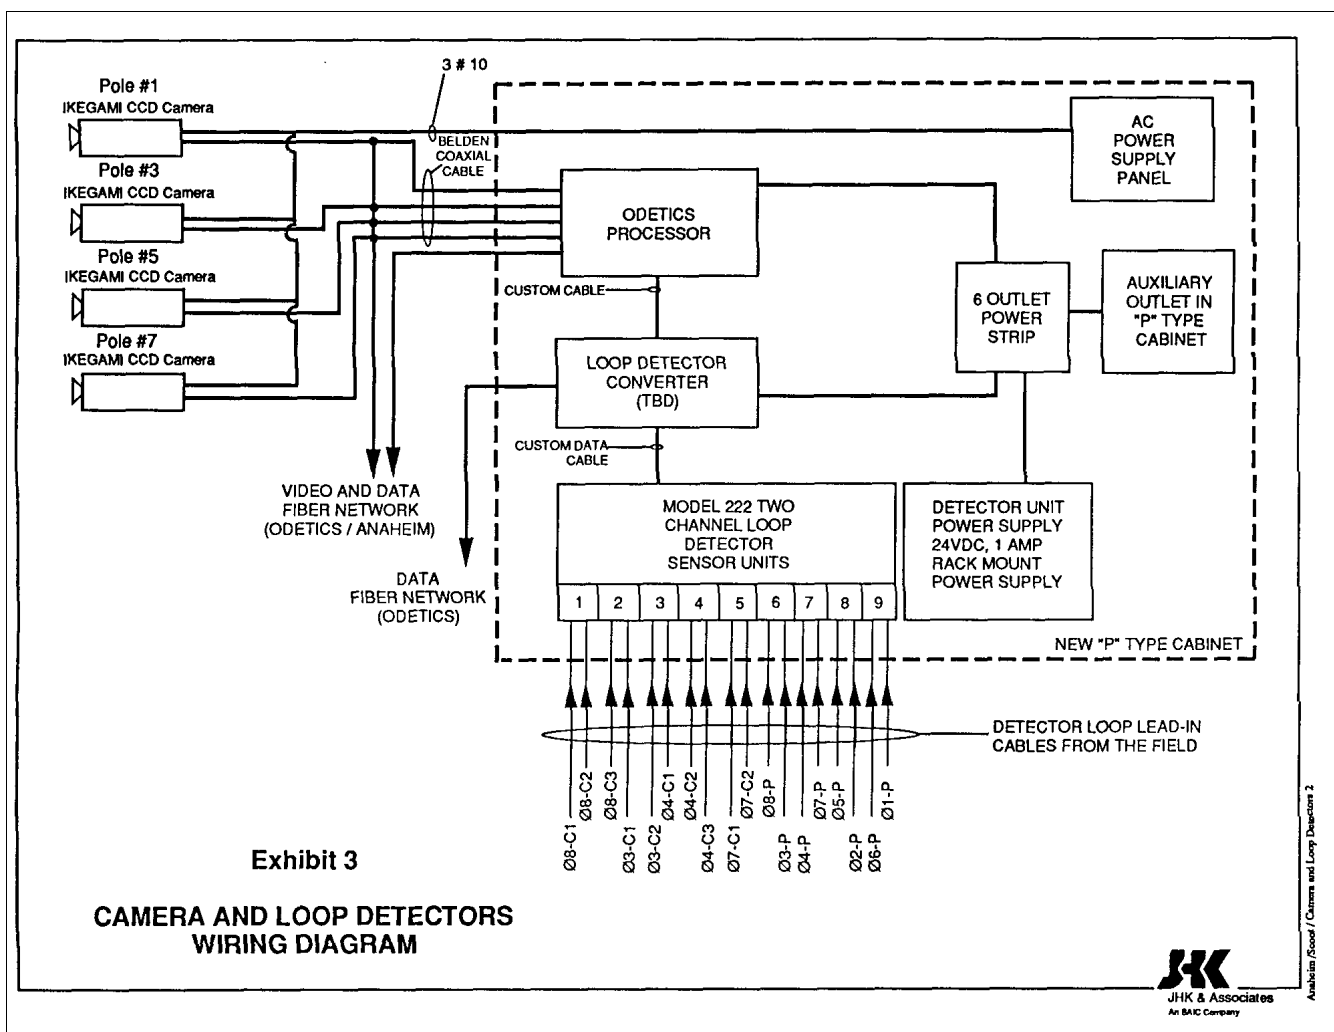 3 # 10
Pole #1
IKEGAMI CCD Camera
BELDEN
COAXIAL
CABLE
AC
POWER
SUPPLY
PANEL
Pole #3
IKEGAMI CCD Camera
ODETICS
PROCESSOR
Pole #5
IKEGAMI CCD Camera
CUSTOM CABLE
6 OUTLET
POWER
STRIP
AUXILIARY
OUTLET IN
"P" TYPE
CABINET
Pole #7
IKEGAMI CCD Camera
LOOP DETECTOR
CONVERTER
(TBD)
CUSTOM DATA
CABLE
VIDEO AND DATA
FIBER NETWORK
(ODETICS / ANAHEIM)
MODEL 222 TWO
CHANNEL LOOP
DETECTOR
SENSOR UNITS
DETECTOR UNIT
POWER SUPPLY
24VDC, 1 AMP
RACK MOUNT
POWER SUPPLY
DATA
FIBER NETWORK
(ODETICS)
1 2 3 4 5 6 7 8 9
NEW "P" TYPE CABINET
DETECTOR LOOP LEAD-IN
CABLES FROM THE FIELD
Ø8-C1
Ø8-C2
Ø8-C3
Ø3-C1
Ø3-C2
Ø4-C1
Ø4-C2
Ø4-C3
Ø7-C1
Ø7-C2
Ø8-P
Ø3-P
Ø4-P
Ø7-P
Ø5-P
Ø2-P
Ø6-P
Ø1-P
Exhibit 3
CAMERA AND LOOP DETECTORS
WIRING DIAGRAM
JHK
JHK & Associates
An SAIC Company
Anaheim /Scoot / Camera and Loop Detectors 2